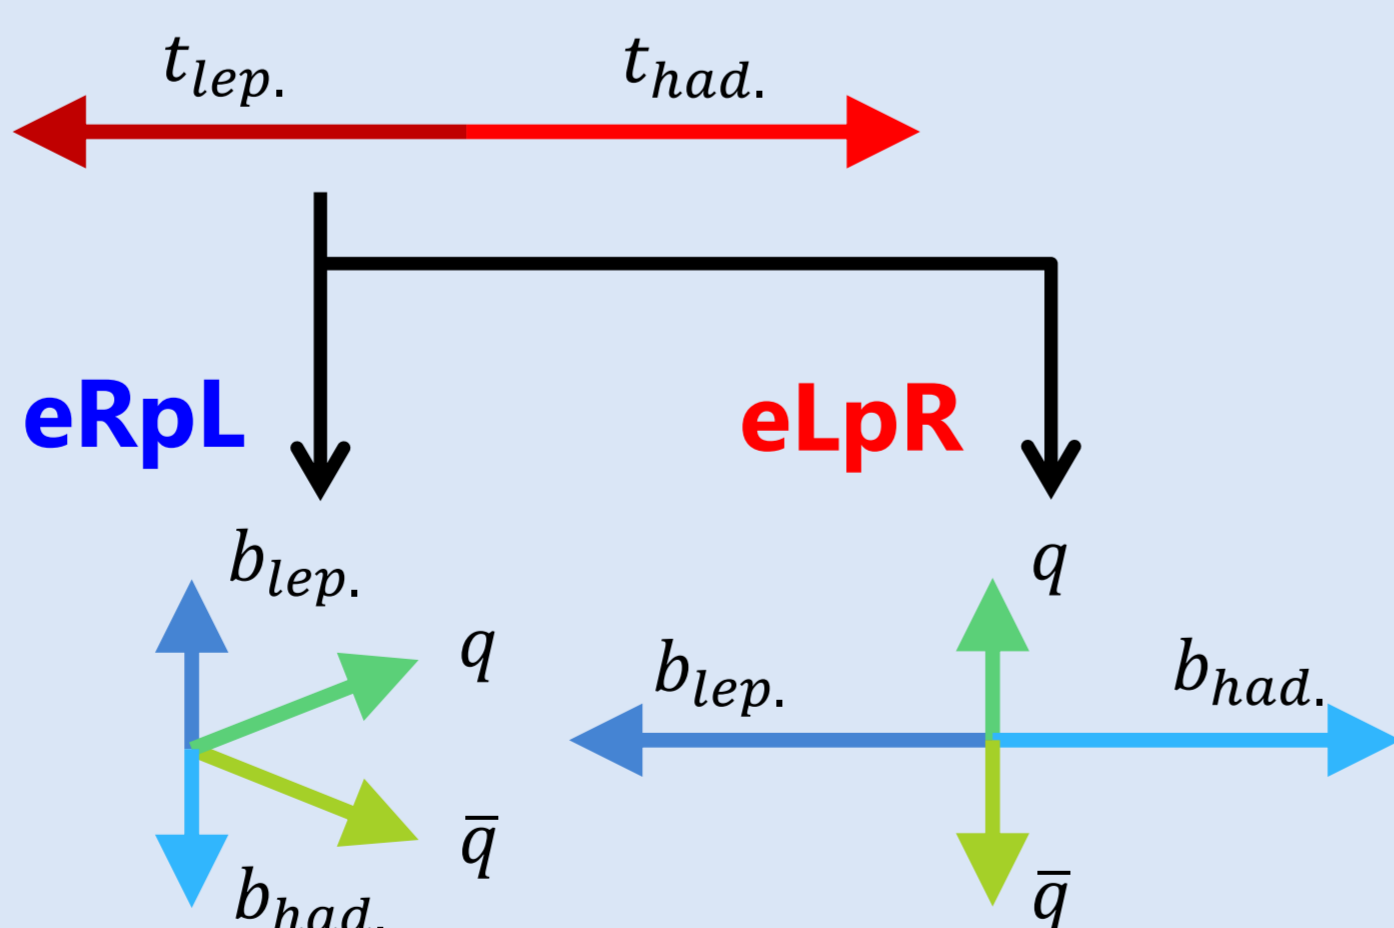 t_lep. t_had.
eRpL eLpR
b_lep. q
q b_lep. b_had.
q̄
b_had. q̄